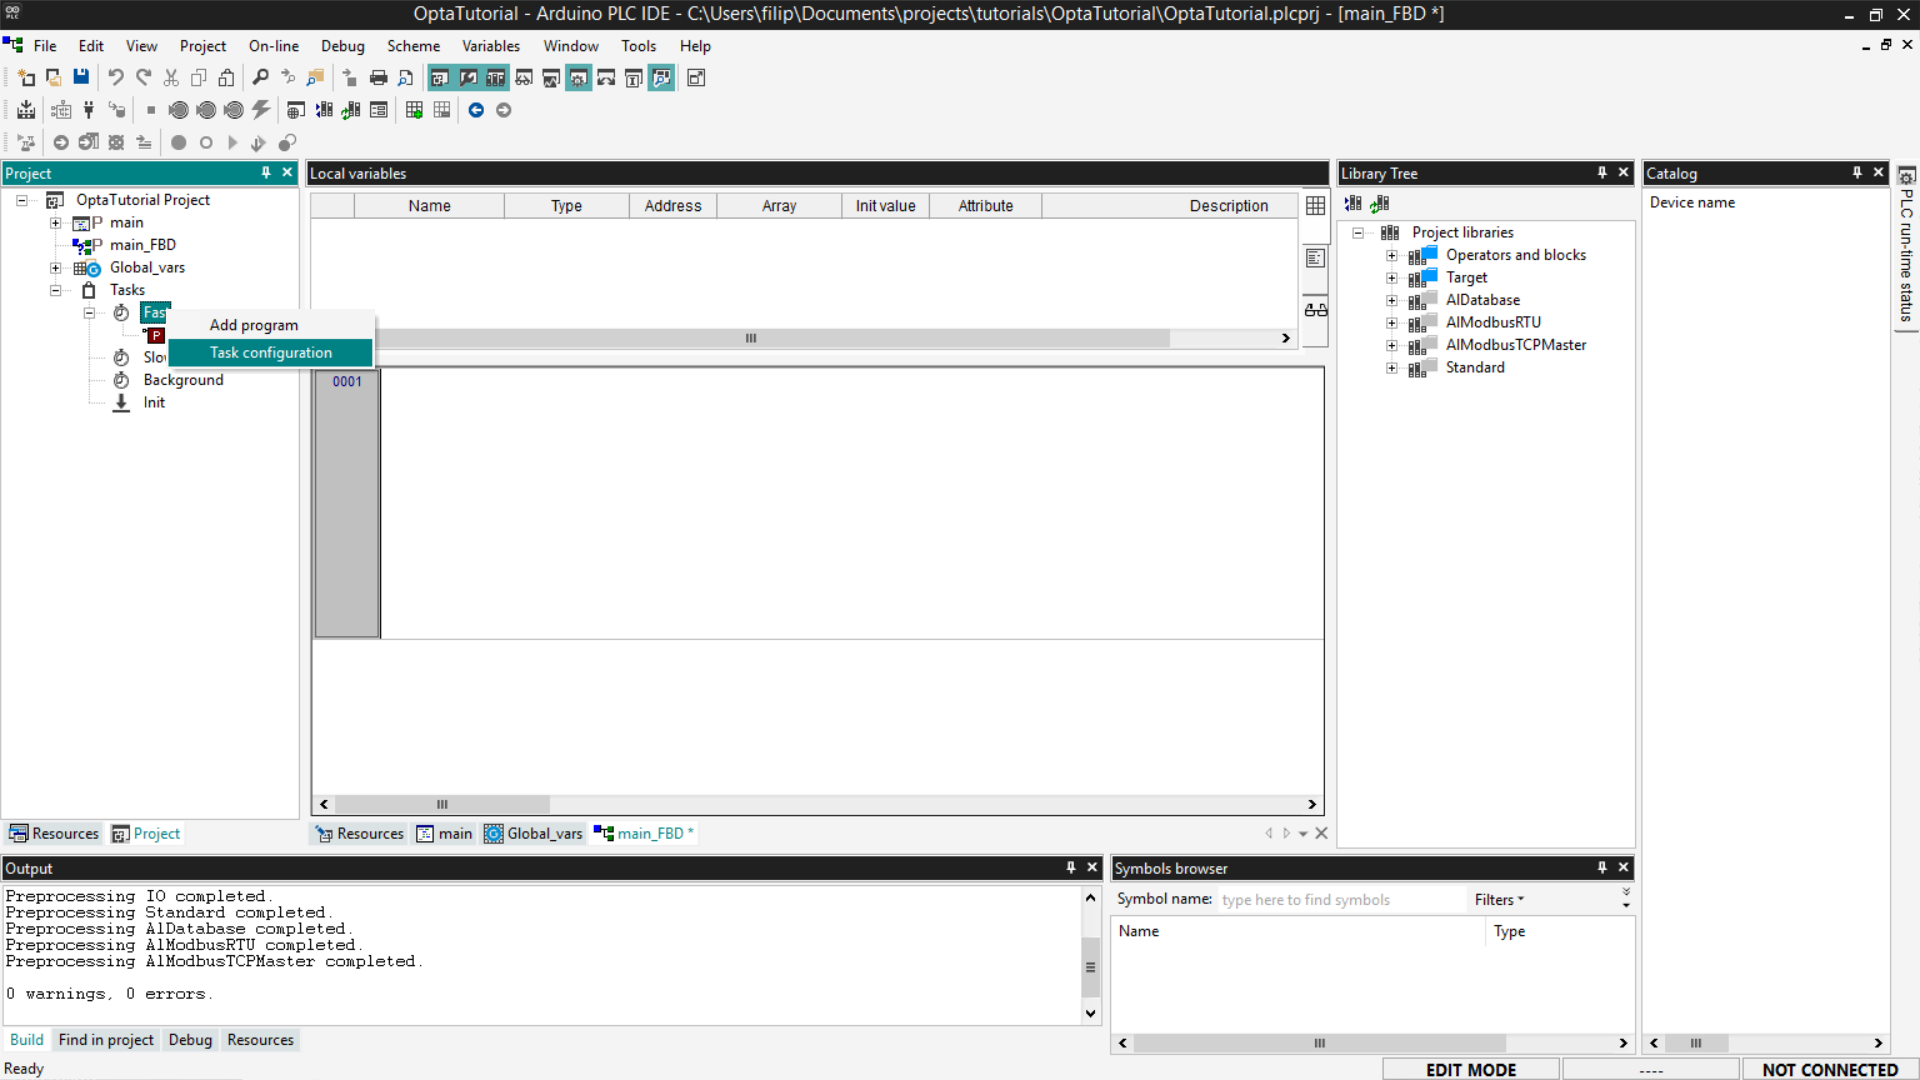 OptaTutorial - Arduino PLC IDE - C:\Users\filip\Documents\projects\tutorials\OptaTutorial\OptaTutorial.plcprj - [main_FBD *]
File Edit View Project On-line Debug Scheme Variables Window Tools Help
Project
OptaTutorial Project
main
main_FBD
Global_vars
Tasks
Fas
Add program
Task configuration
Slo
Background
Init
Resources Project
Local variables
Name Type Address Array Init value Attribute Description
0001
Resources main Global_vars main_FBD *
Library Tree
Project libraries
Operators and blocks
Target
AlDatabase
AlModbusRTU
AlModbusTCPMaster
Standard
Catalog
Device name
PLC run-time status
Output
Preprocessing IO completed.
Preprocessing Standard completed.
Preprocessing AlDatabase completed.
Preprocessing AlModbusRTU completed.
Preprocessing AlModbusTCPMaster completed.
0 warnings, 0 errors.
Build Find in project Debug Resources
Symbols browser
Symbol name: type here to find symbols Filters
Name Type
Ready
EDIT MODE ---- NOT CONNECTED